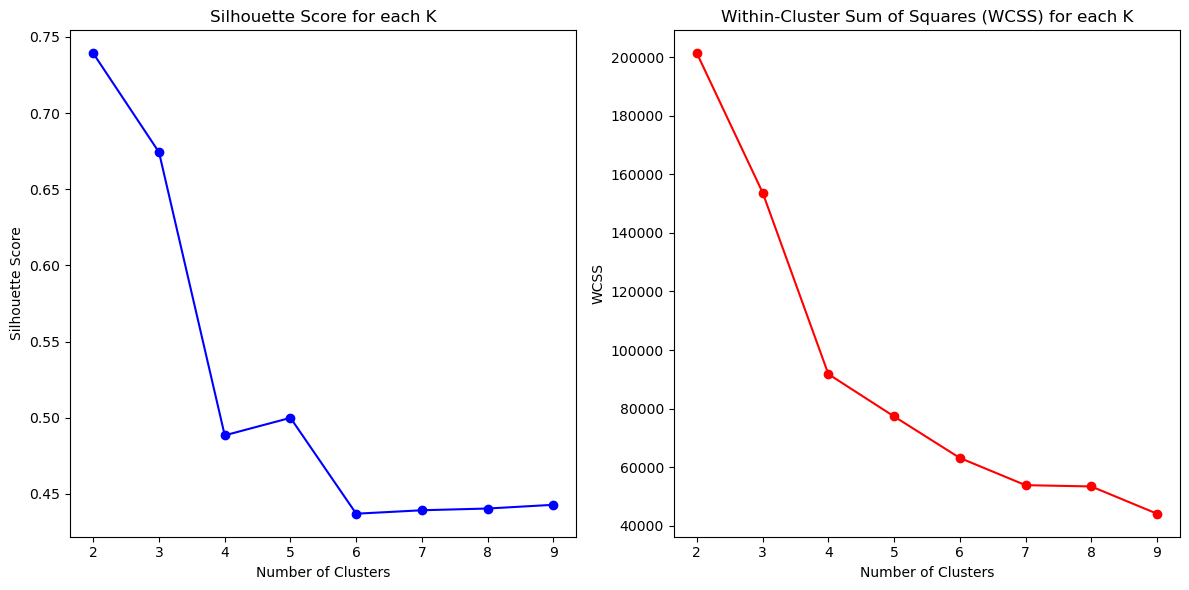 Silhouette Score for each K
0.75
0.70
0.65
0.60
0.55
0.50
0.45
Silhouette Score
2 3 4 5 6 7 8 9
Number of Clusters
Within-Cluster Sum of Squares (WCSS) for each K
200000
180000
160000
140000
120000
100000
80000
60000
40000
WCSS
2 3 4 5 6 7 8 9
Number of Clusters